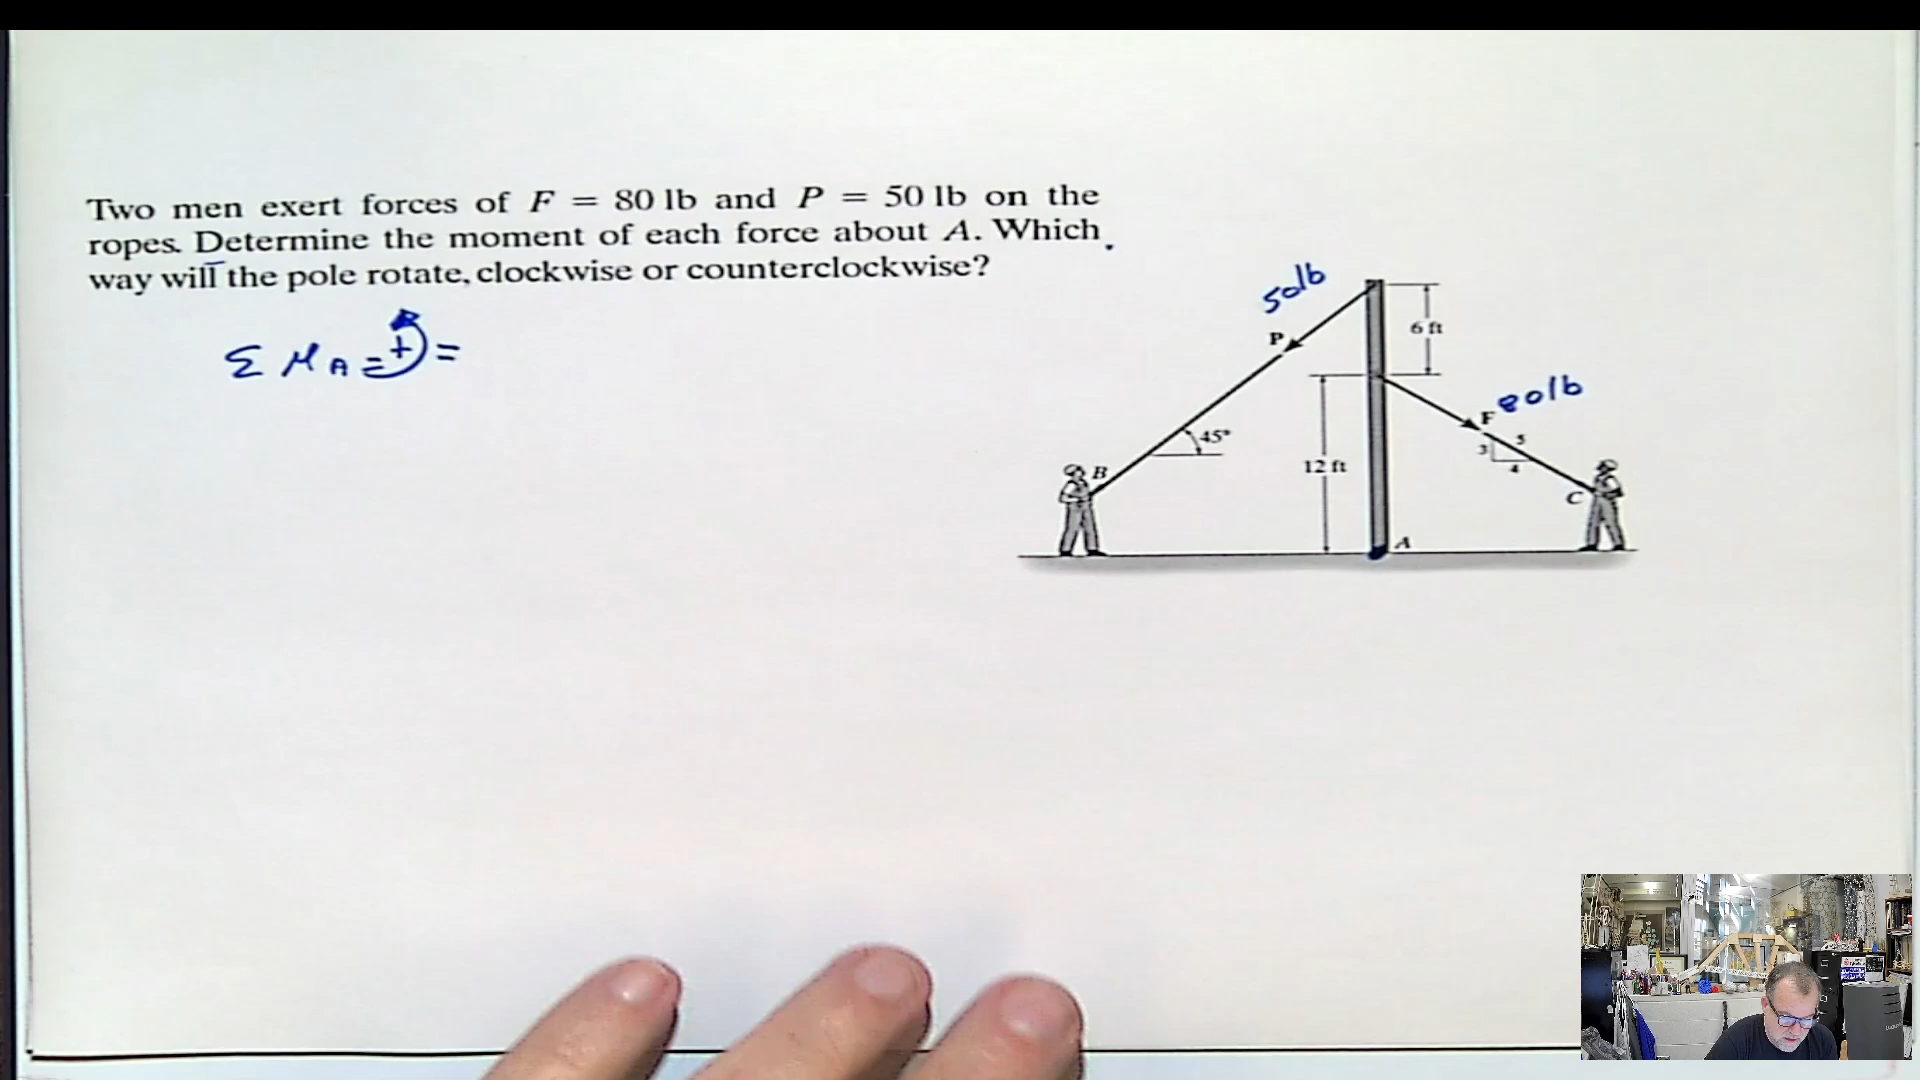 Two men exert forces of F = 80 lb and P = 50 lb on the
ropes. Determine the moment of each force about A. Which
way will the pole rotate, clockwise or counterclockwise?
Σ M A = + =
50lb
P
6 ft
80lb
F
45°
3
5
4
12 ft
B
C
A